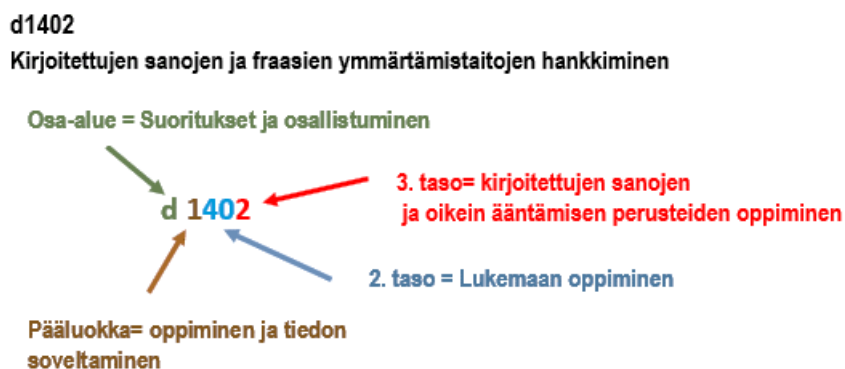 d1402
Kirjoitettujen sanojen ja fraasien ymmärtämistaitojen hankkiminen
Osa-alue = Suoritukset ja osallistuminen
3. taso= kirjoitettujen sanojen
ja oikein ääntämisen perusteiden oppiminen
d 1402
2. taso = Lukemaan oppiminen
Pääluokka= oppiminen ja tiedon
soveltaminen